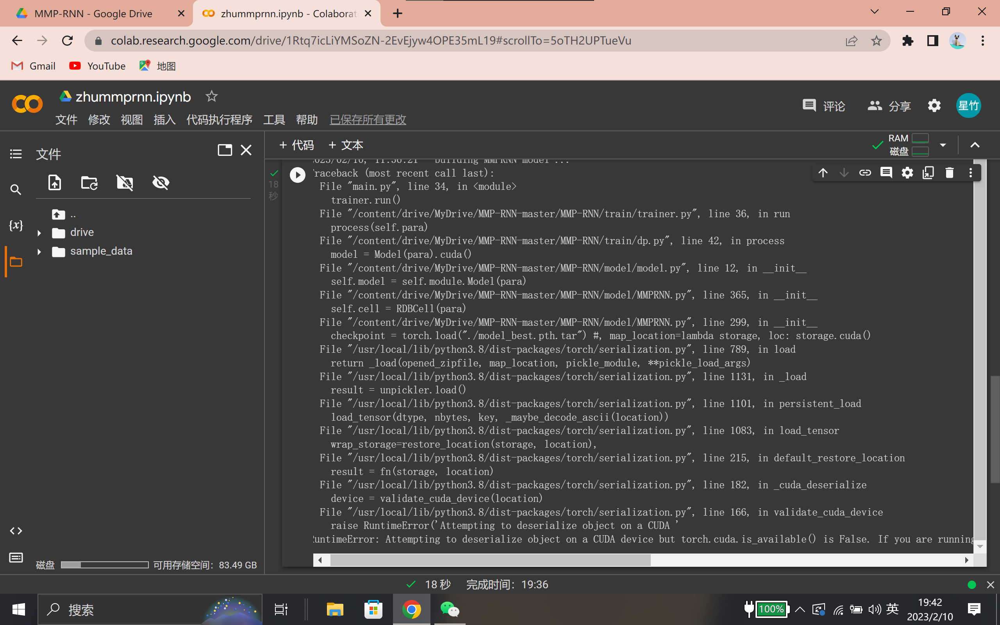 MMP-RNN - Google Drive
zhummprnn.ipynb - Colaborat
colab.research.google.com/drive/1Rtq7icLiYMSoZN-2EvEjyw4OPE35mL19#scrollTo=5oTH2UPTueVu
Gmail
YouTube
地图
zhummprnn.ipynb
文件 修改 视图 插入 代码执行程序 工具 帮助 已保存所有更改
评论
分享
星竹
文件
+ 代码 + 文本
RAM
磁盘
..
drive
sample_data
{x}
磁盘
可用存储空间：83.49 GB
18
秒
2023/02/10, 11:36:21 building MMPRNN model ...
Traceback (most recent call last):
File "main.py", line 34, in <module>
trainer.run()
File "/content/drive/MyDrive/MMP-RNN-master/MMP-RNN/train/trainer.py", line 36, in run
process(self.para)
File "/content/drive/MyDrive/MMP-RNN-master/MMP-RNN/train/dp.py", line 42, in process
model = Model(para).cuda()
File "/content/drive/MyDrive/MMP-RNN-master/MMP-RNN/model/model.py", line 12, in __init__
self.model = self.module.Model(para)
File "/content/drive/MyDrive/MMP-RNN-master/MMP-RNN/model/MMPRNN.py", line 365, in __init__
self.cell = RDBCell(para)
File "/content/drive/MyDrive/MMP-RNN-master/MMP-RNN/model/MMPRNN.py", line 299, in __init__
checkpoint = torch.load("./model_best.pth.tar") #, map_location=lambda storage, loc: storage.cuda()
File "/usr/local/lib/python3.8/dist-packages/torch/serialization.py", line 789, in load
return _load(opened_zipfile, map_location, pickle_module, **pickle_load_args)
File "/usr/local/lib/python3.8/dist-packages/torch/serialization.py", line 1131, in _load
result = unpickler.load()
File "/usr/local/lib/python3.8/dist-packages/torch/serialization.py", line 1101, in persistent_load
load_tensor(dtype, nbytes, key, _maybe_decode_ascii(location))
File "/usr/local/lib/python3.8/dist-packages/torch/serialization.py", line 1083, in load_tensor
wrap_storage=restore_location(storage, location),
File "/usr/local/lib/python3.8/dist-packages/torch/serialization.py", line 215, in default_restore_location
result = fn(storage, location)
File "/usr/local/lib/python3.8/dist-packages/torch/serialization.py", line 182, in _cuda_deserialize
device = validate_cuda_device(location)
File "/usr/local/lib/python3.8/dist-packages/torch/serialization.py", line 166, in validate_cuda_device
raise RuntimeError('Attempting to deserialize object on a CUDA '
RuntimeError: Attempting to deserialize object on a CUDA device but torch.cuda.is_available() is False. If you are running
18 秒 完成时间：19:36
搜索
100%
英
19:42
2023/2/10